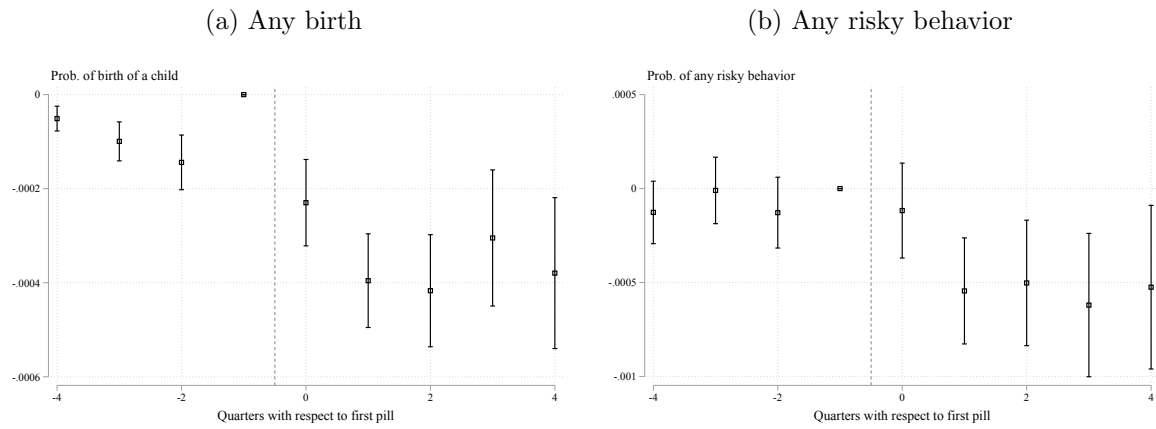 (a) Any birth
Prob. of birth of a child
0
-.0002
-.0004
-.0006
-4 -2 0 2 4
Quarters with respect to first pill
(b) Any risky behavior
Prob. of any risky behavior
.0005
0
-.0005
-.001
-4 -2 0 2 4
Quarters with respect to first pill